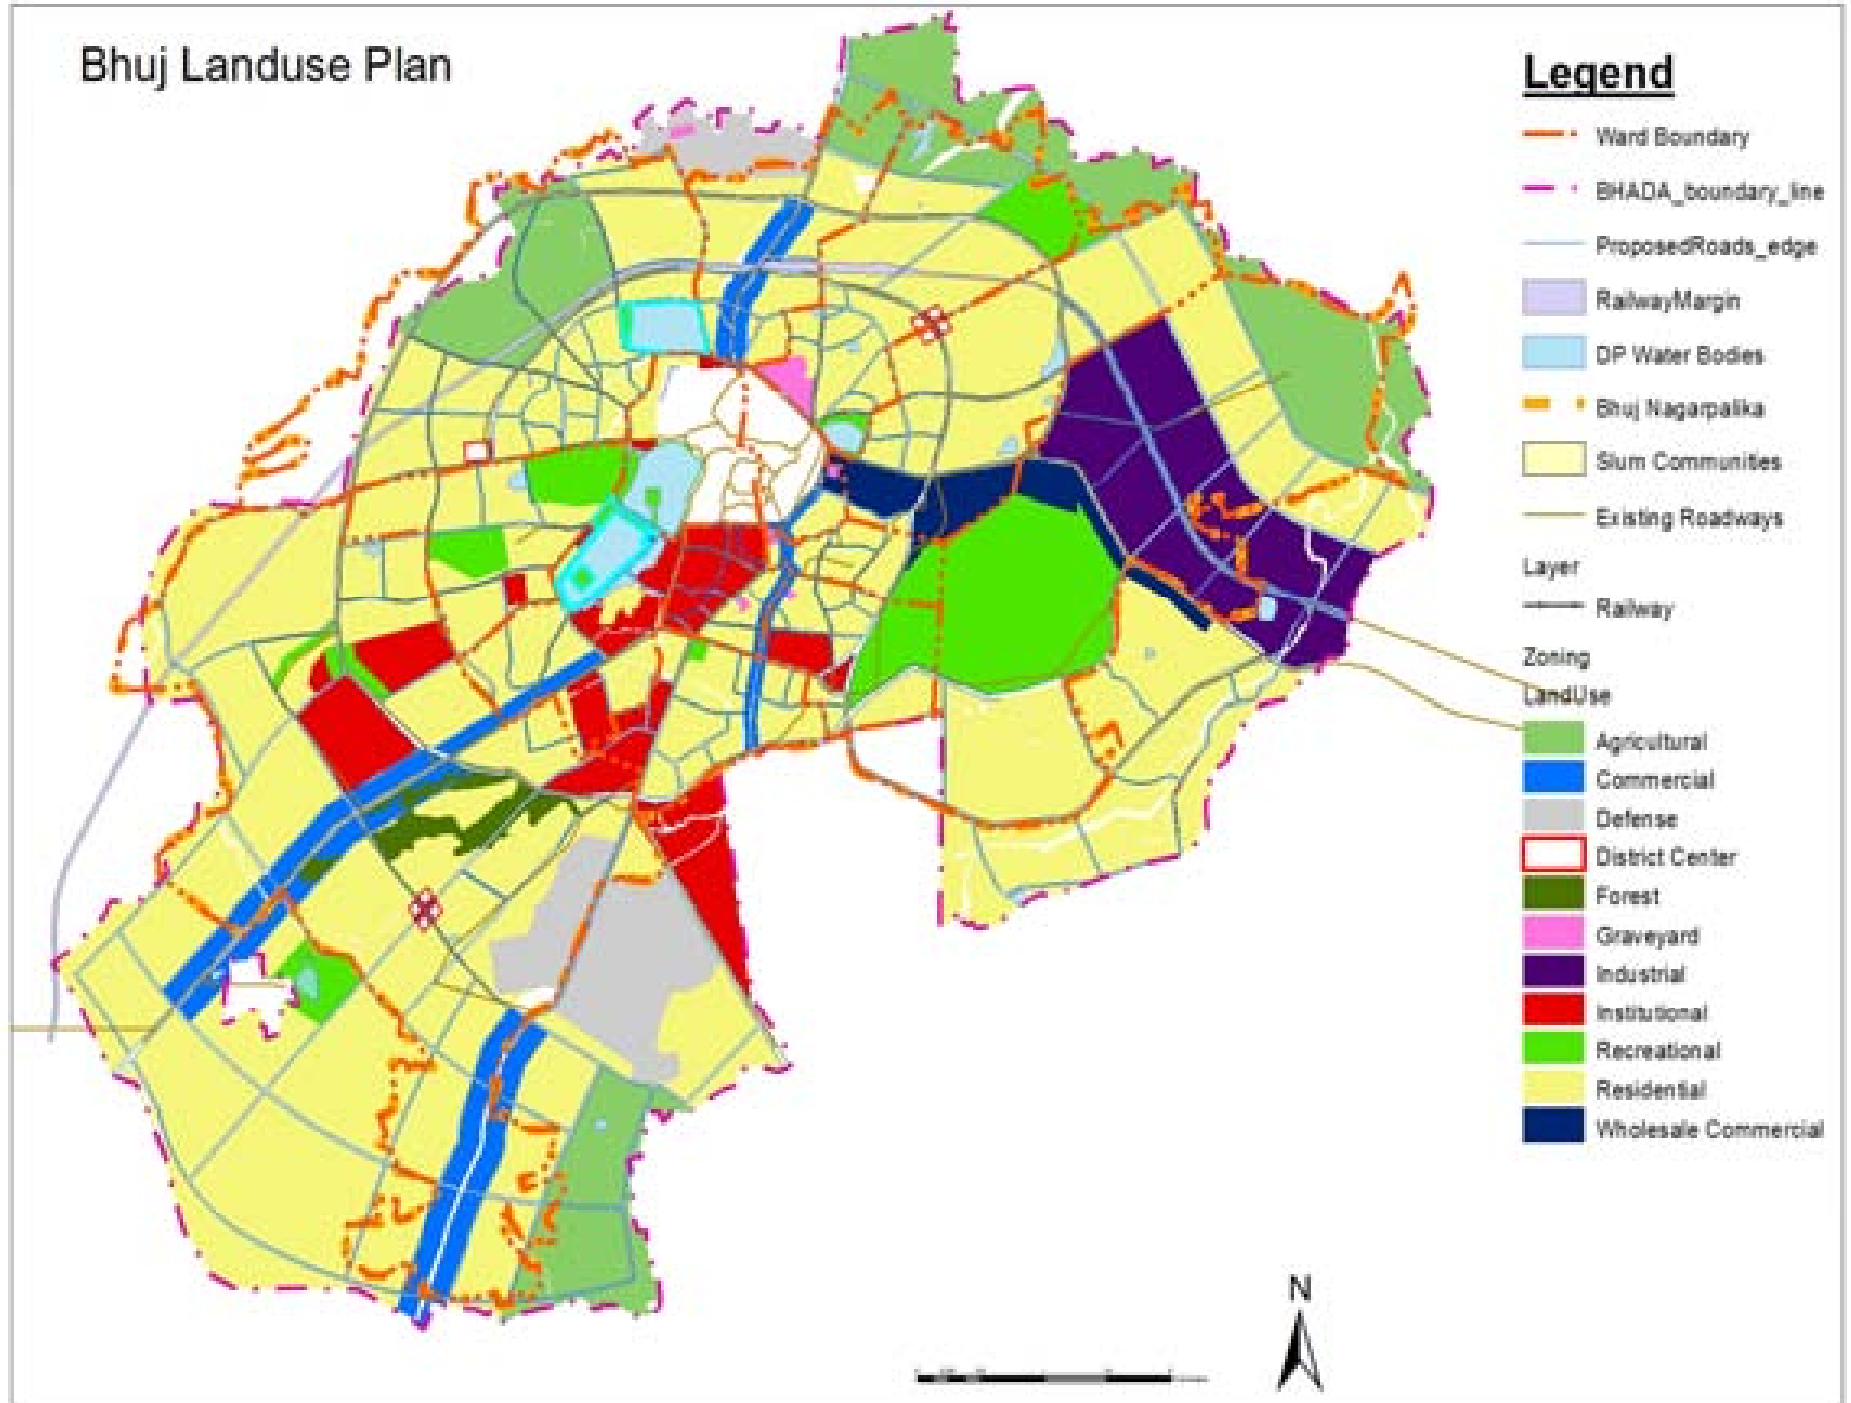 Bhuj Landuse Plan
Legend
Ward Boundary
BHADA_boundary_line
ProposedRoads_edge
RailwayMargin
DP Water Bodies
Bhuj Nagarpalika
Slum Communities
Existing Roadways
Layer
Railway
Zoning
LandUse
Agricultural
Commercial
Defense
District Center
Forest
Graveyard
Industrial
Institutional
Recreational
Residential
Wholesale Commercial
N